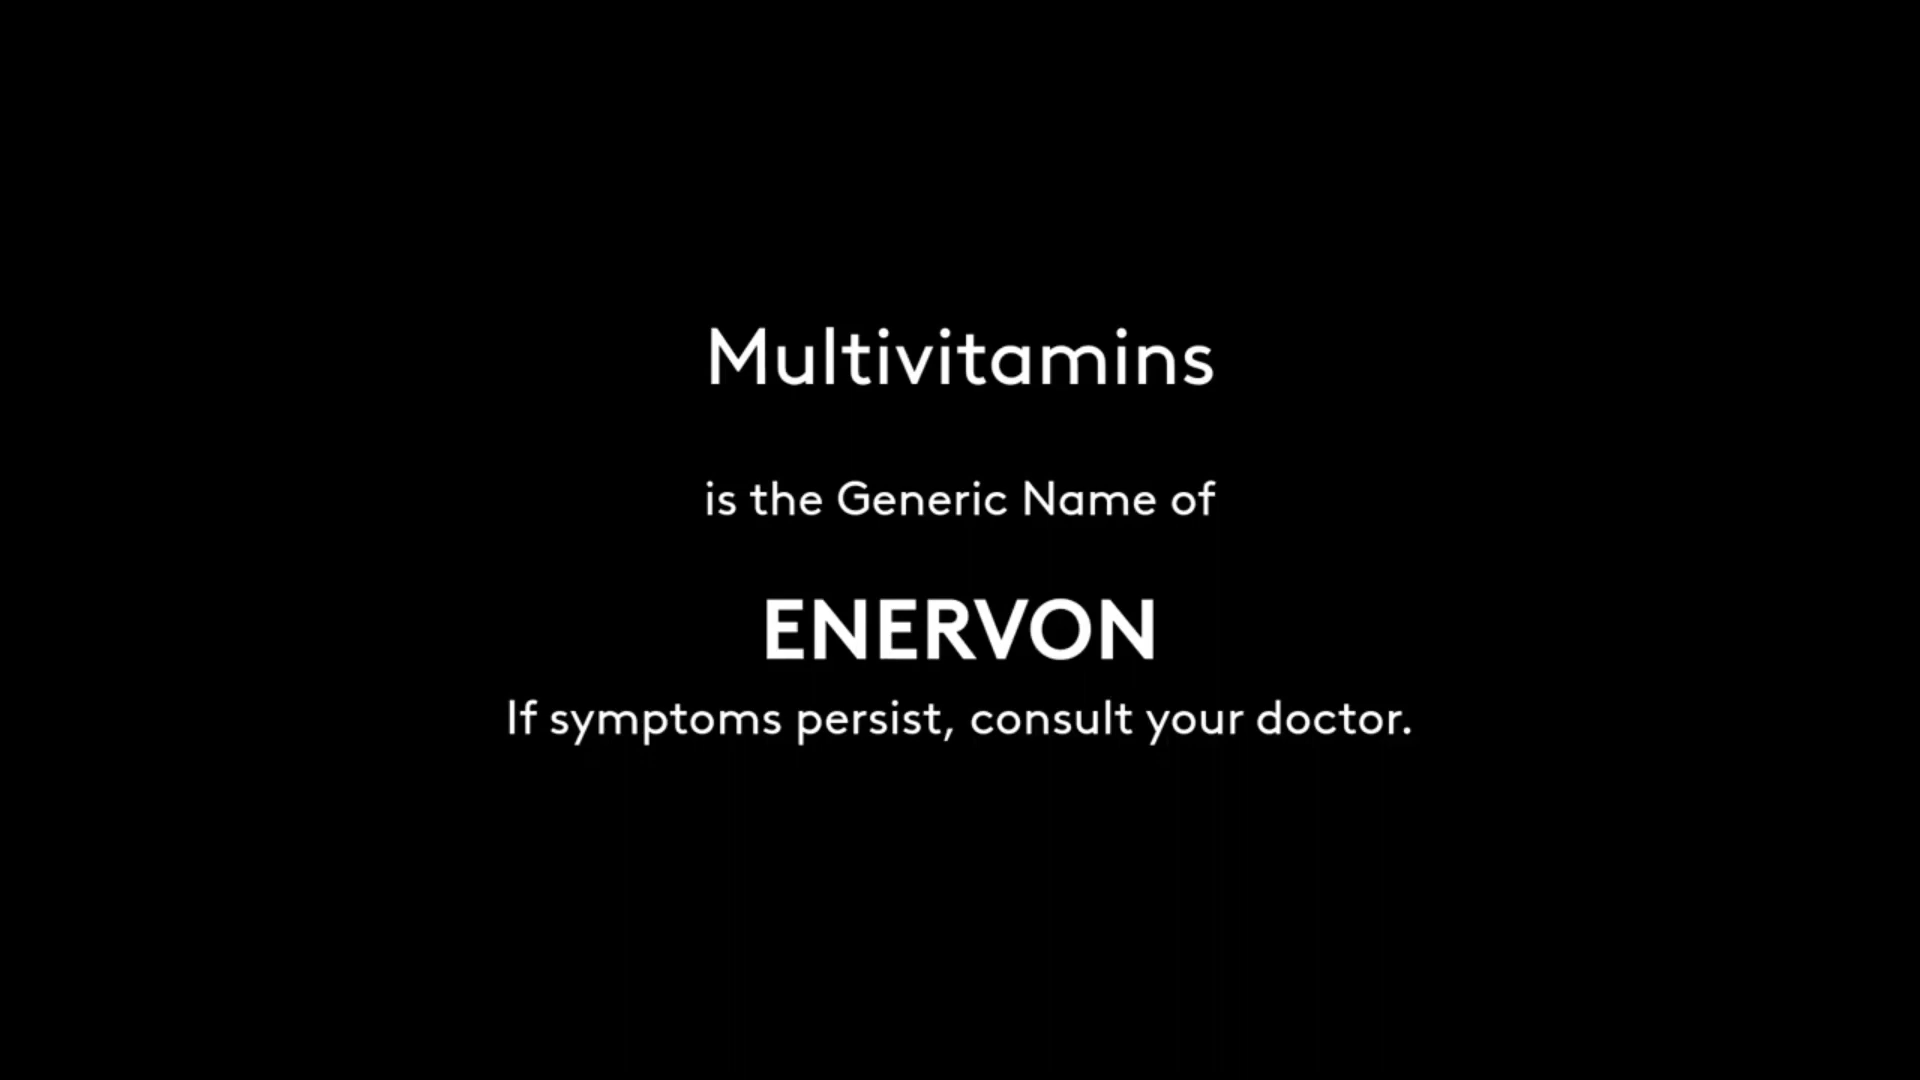 Multivitamins
is the Generic Name of
ENERVON
If symptoms persist, consult your doctor.